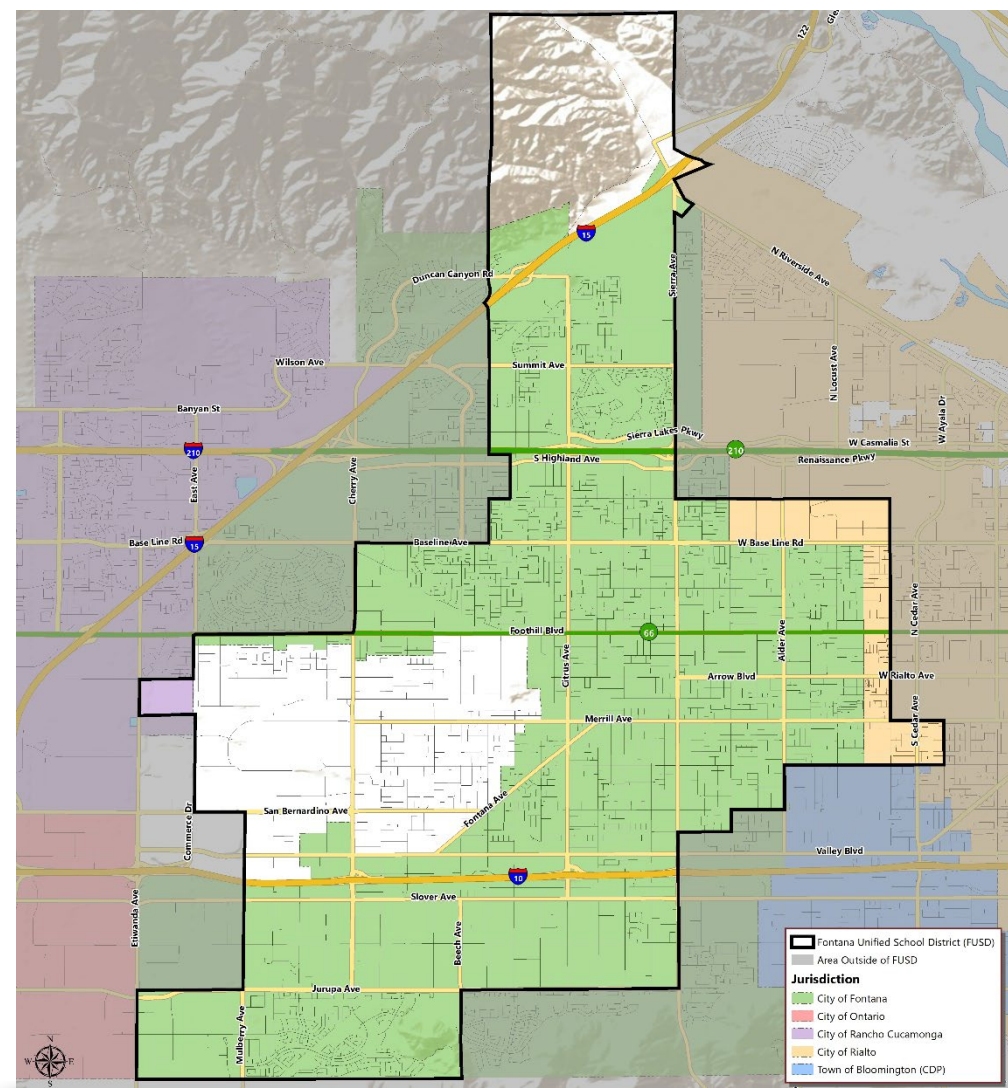 122
15
Duncan Canyon Rd
Sierra Ave
N Riverside Ave
Wilson Ave
Summit Ave
N Locust Ave
Banyan St
N Ayala Dr
Sierra Lakes Pkwy
W Casmalia St
210
210
S Highland Ave
Renaissance Pkwy
East Ave
Cherry Ave
Base Line Rd
15
Baseline Ave
W Base Line Rd
Foothill Blvd
66
Citrus Ave
Alder Ave
N Cedar Ave
Arrow Blvd
W Rialto Ave
Merrill Ave
S Cedar Ave
San Bernardino Ave
Fontana Ave
Commerce Dr
Valley Blvd
10
Slover Ave
Etiwanda Ave
Beech Ave
Jurupa Ave
Mulberry Ave
N
W E
S
Fontana Unified School District (FUSD)
Area Outside of FUSD
Jurisdiction
City of Fontana
City of Ontario
City of Rancho Cucamonga
City of Rialto
Town of Bloomington (CDP)